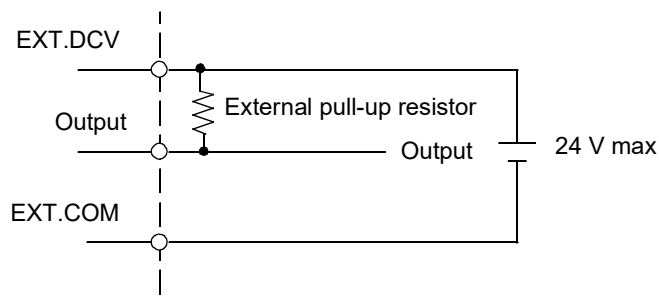 EXT.DCV
External pull-up resistor
Output
Output
24 V max
EXT.COM